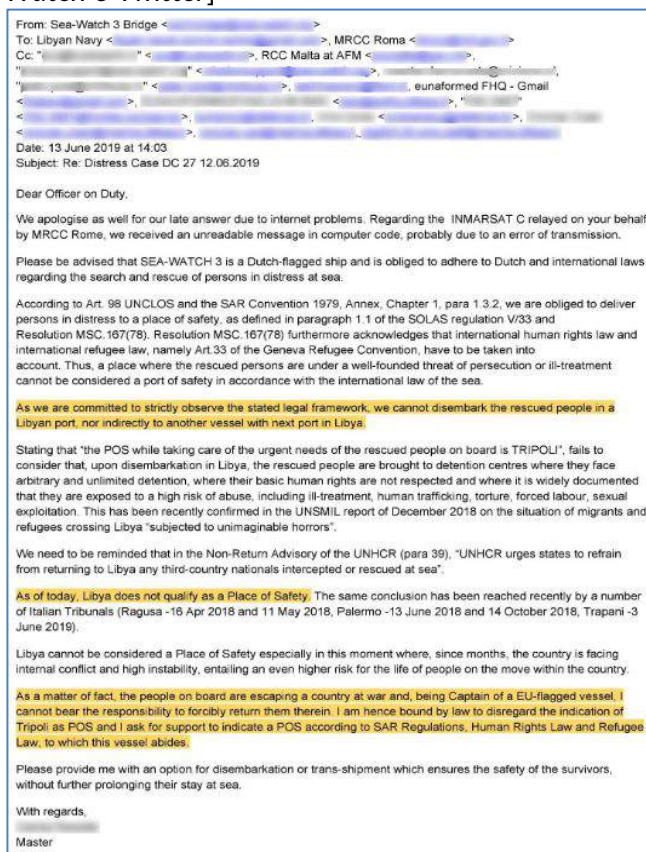 Watch 3 Twitter]
From: Sea-Watch 3 Bridge <
To: Libyan Navy < >, MRCC Roma < >
Cc: " < >, RCC Malta at AFM < >,
" " < >,
" " < >, eunaformed FHQ - Gmail
< >,
< >
Date: 13 June 2019 at 14:03
Subject: Re: Distress Case DC 27 12.06.2019
Dear Officer on Duty,
We apologise as well for our late answer due to internet problems. Regarding the INMARSAT C relayed on your behalf
by MRCC Rome, we received an unreadable message in computer code, probably due to an error of transmission.
Please be advised that SEA-WATCH 3 is a Dutch-flagged ship and is obliged to adhere to Dutch and international laws
regarding the search and rescue of persons in distress at sea.
According to Art. 98 UNCLOS and the SAR Convention 1979, Annex, Chapter 1, para 1.3.2, we are obliged to deliver
persons in distress to a place of safety, as defined in paragraph 1.1 of the SOLAS regulation V/33 and
Resolution MSC.167(78). Resolution MSC.167(78) furthermore acknowledges that international human rights law and
international refugee law, namely Art.33 of the Geneva Refugee Convention, have to be taken into
account. Thus, a place where the rescued persons are under a well-founded threat of persecution or ill-treatment
cannot be considered a port of safety in accordance with the international law of the sea.
As we are committed to strictly observe the stated legal framework, we cannot disembark the rescued people in a
Libyan port, nor indirectly to another vessel with next port in Libya.
Stating that "the POS while taking care of the urgent needs of the rescued people on board is TRIPOLI", fails to
consider that, upon disembarkation in Libya, the rescued people are brought to detention centres where they face
arbitrary and unlimited detention, where their basic human rights are not respected and where it is widely documented
that they are exposed to a high risk of abuse, including ill-treatment, human trafficking, torture, forced labour, sexual
exploitation. This has been recently confirmed in the UNSMIL report of December 2018 on the situation of migrants and
refugees crossing Libya "subjected to unimaginable horrors".
We need to be reminded that in the Non-Return Advisory of the UNHCR (para 39), "UNHCR urges states to refrain
from returning to Libya any third-country nationals intercepted or rescued at sea".
As of today, Libya does not qualify as a Place of Safety. The same conclusion has been reached recently by a number
of Italian Tribunals (Ragusa -16 Apr 2018 and 11 May 2018, Palermo -13 June 2018 and 14 October 2018, Trapani -3
June 2019).
Libya cannot be considered a Place of Safety especially in this moment where, since months, the country is facing
internal conflict and high instability, entailing an even higher risk for the life of people on the move within the country.
As a matter of fact, the people on board are escaping a country at war and, being Captain of a EU-flagged vessel, I
cannot bear the responsibility to forcibly return them therein. I am hence bound by law to disregard the indication of
Tripoli as POS and I ask for support to indicate a POS according to SAR Regulations, Human Rights Law and Refugee
Law, to which this vessel abides.
Please provide me with an option for disembarkation or trans-shipment which ensures the safety of the survivors,
without further prolonging their stay at sea.
With regards,
Master